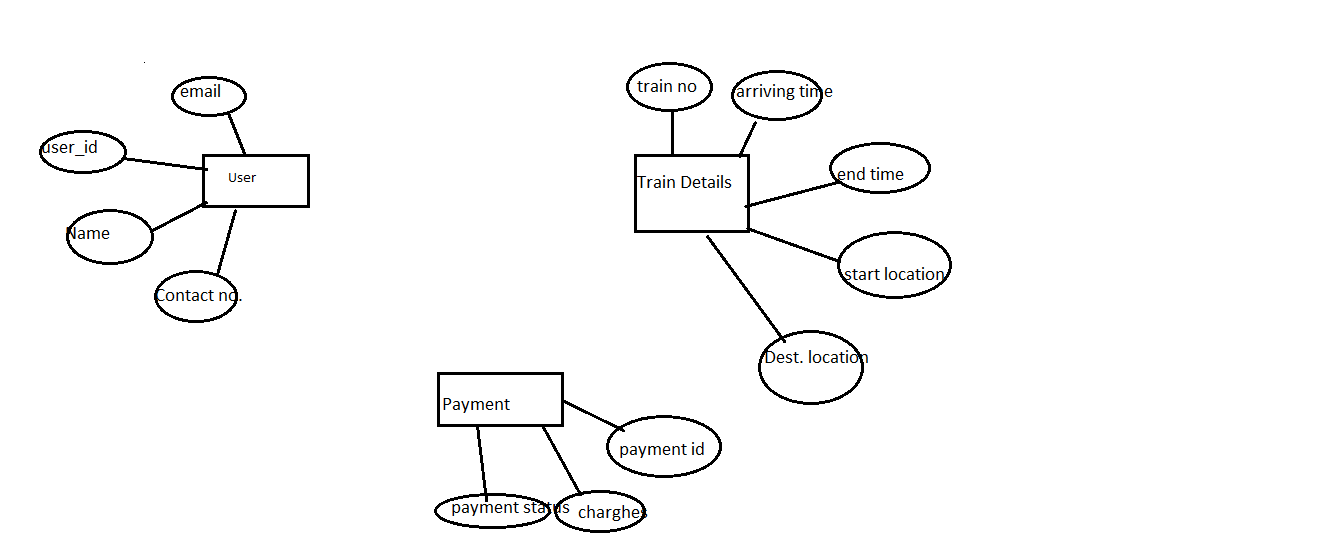 email
user_id
User
Name
Contact no.
train no
arriving time
Train Details
end time
start location
Dest. location
Payment
payment id
payment status
charghes